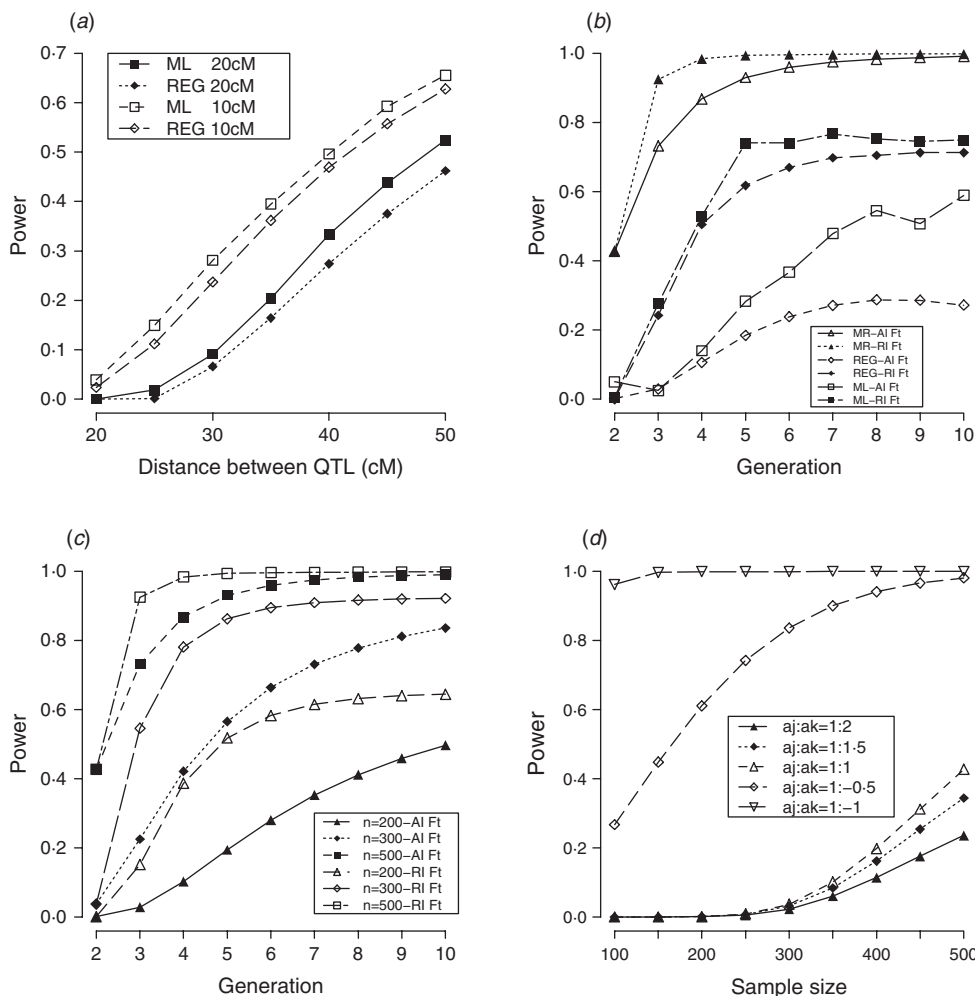 (a)
Power
0·7
0·6
0·5
0·4
0·3
0·2
0·1
0·0
ML 20cM
REG 20cM
ML 10cM
REG 10cM
20 30 40 50
Distance between QTL (cM)
(b)
Power
1·0
0·8
0·6
0·4
0·2
0·0
MR−AI Ft
MR−RI Ft
REG−AI Ft
REG−RI Ft
ML−AI Ft
ML−RI Ft
2 3 4 5 6 7 8 9 10
Generation
(c)
Power
1·0
0·8
0·6
0·4
0·2
0·0
n=200−AI Ft
n=300−AI Ft
n=500−AI Ft
n=200−RI Ft
n=300−RI Ft
n=500−RI Ft
2 3 4 5 6 7 8 9 10
Generation
(d)
Power
1·0
0·8
0·6
0·4
0·2
0·0
aj:ak=1:2
aj:ak=1:1·5
aj:ak=1:1
aj:ak=1:−0·5
aj:ak=1:−1
100 200 300 400 500
Sample size